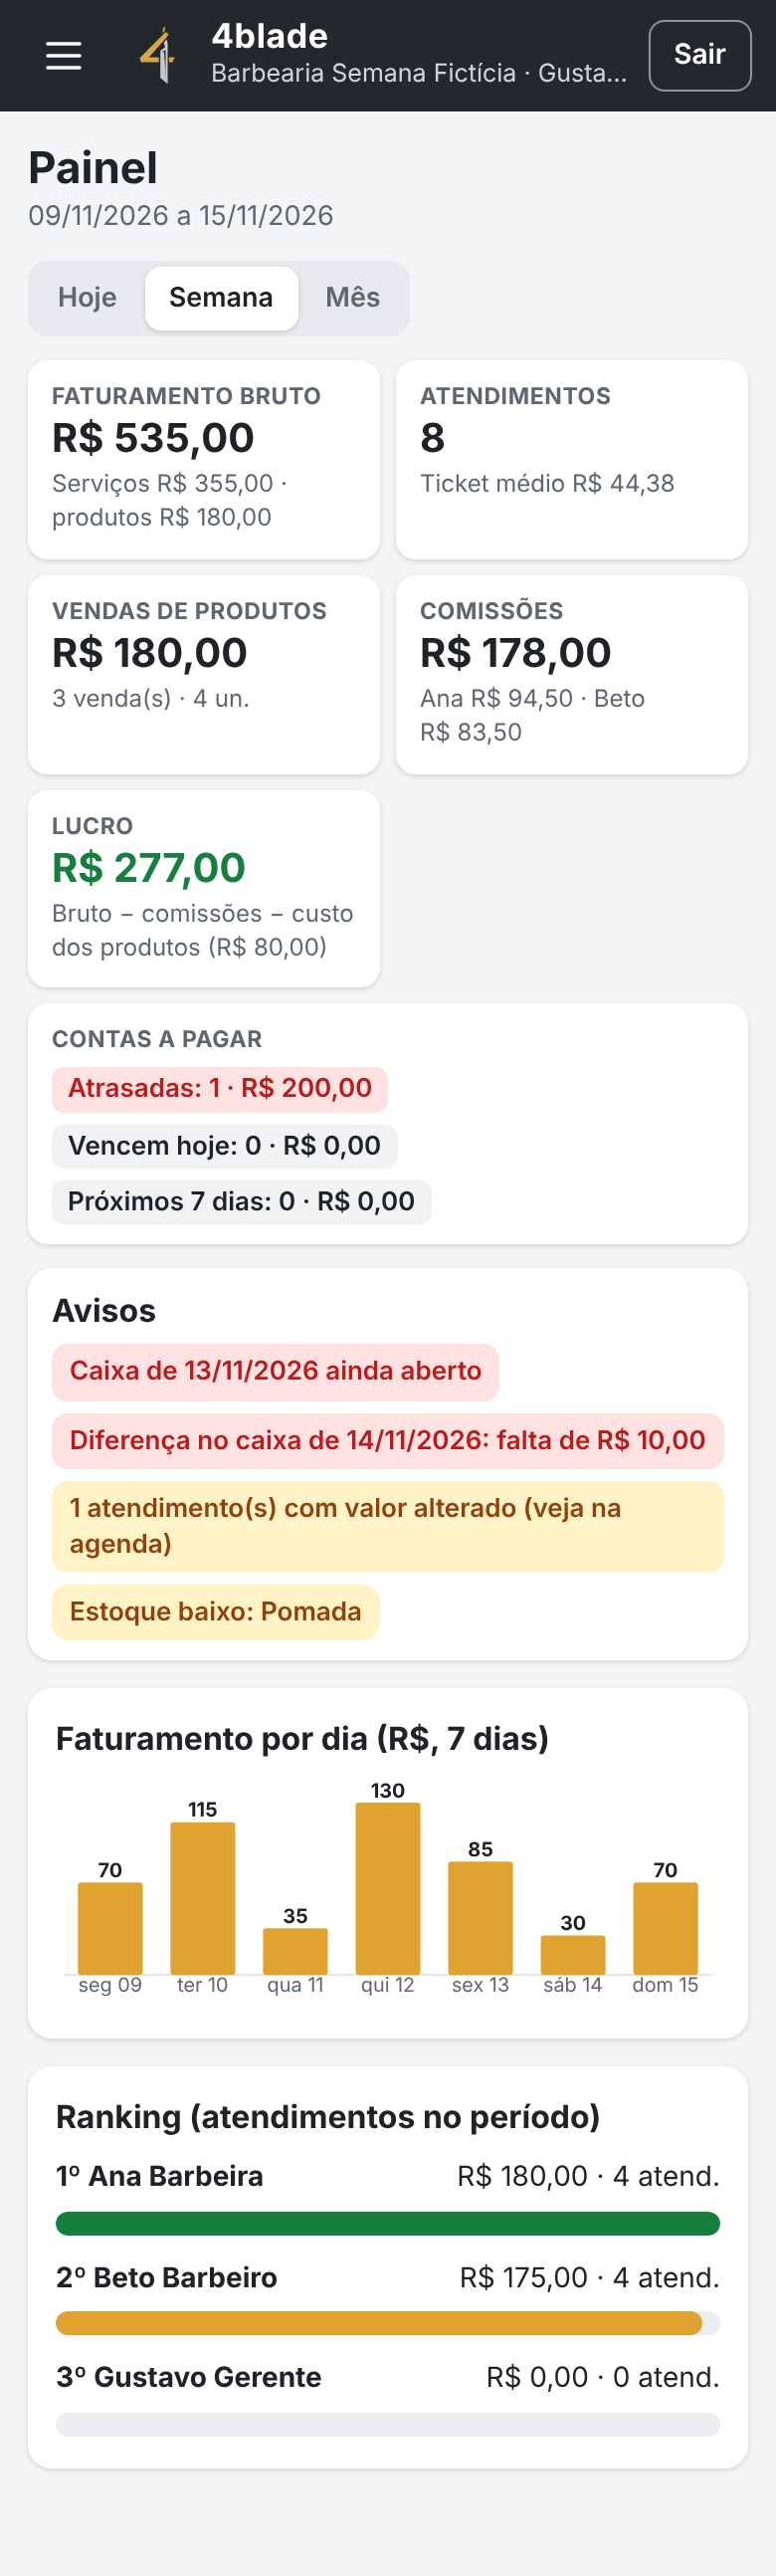 4blade
Barbearia Semana Fictícia · Gusta...
Sair
Painel
09/11/2026 a 15/11/2026
Hoje
Semana
Mês
FATURAMENTO BRUTO
R$ 535,00
Serviços R$ 355,00 ·
produtos R$ 180,00
ATENDIMENTOS
8
Ticket médio R$ 44,38
VENDAS DE PRODUTOS
R$ 180,00
3 venda(s) · 4 un.
COMISSÕES
R$ 178,00
Ana R$ 94,50 · Beto
R$ 83,50
LUCRO
R$ 277,00
Bruto − comissões − custo
dos produtos (R$ 80,00)
CONTAS A PAGAR
Atrasadas: 1 · R$ 200,00
Vencem hoje: 0 · R$ 0,00
Próximos 7 dias: 0 · R$ 0,00
Avisos
Caixa de 13/11/2026 ainda aberto
Diferença no caixa de 14/11/2026: falta de R$ 10,00
1 atendimento(s) com valor alterado (veja na
agenda)
Estoque baixo: Pomada
Faturamento por dia (R$, 7 dias)
70
115
35
130
85
30
70
seg 09
ter 10
qua 11
qui 12
sex 13
sáb 14
dom 15
Ranking (atendimentos no período)
1º Ana Barbeira
R$ 180,00 · 4 atend.
2º Beto Barbeiro
R$ 175,00 · 4 atend.
3º Gustavo Gerente
R$ 0,00 · 0 atend.